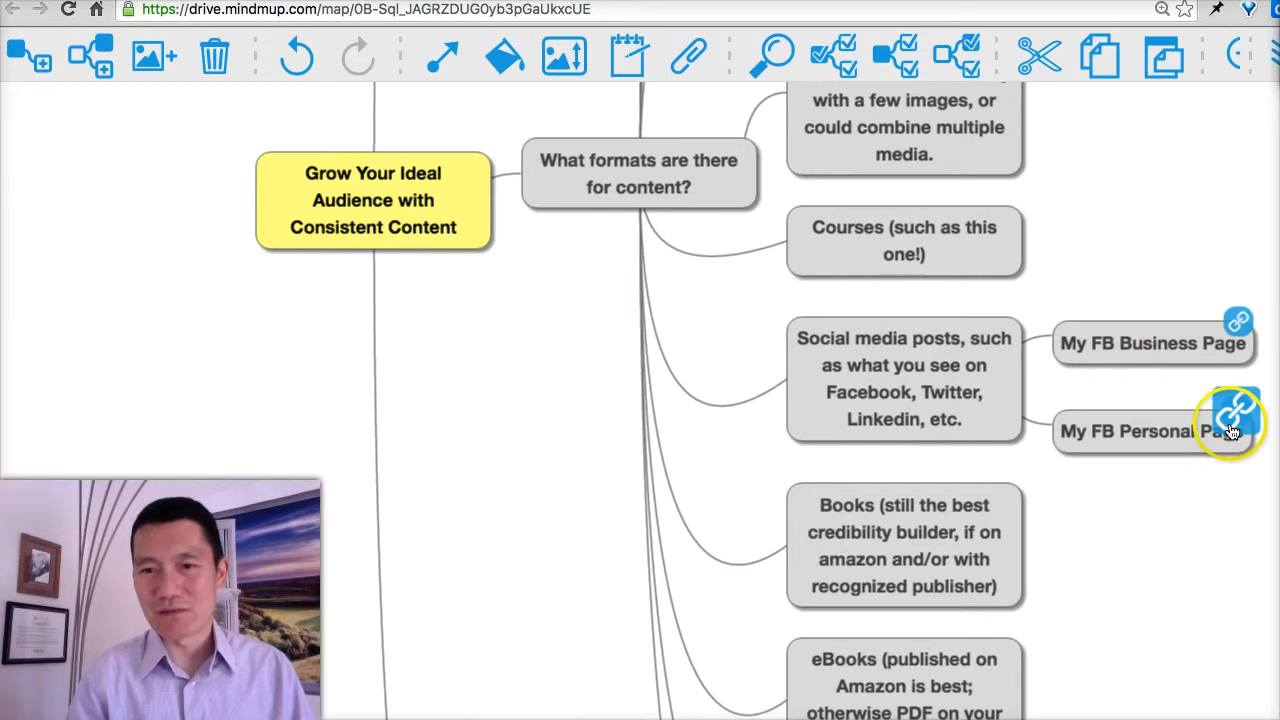 https://drive.mindmup.com/map/0B-Sql_JAGRZDUG0yb3pGaUkxcUE
with a few images, or
could combine multiple
media.
Grow Your Ideal
Audience with
Consistent Content
What formats are there
for content?
Courses (such as this
one!)
Social media posts, such
as what you see on
Facebook, Twitter,
Linkedin, etc.
My FB Business Page
My FB Personal Page
Books (still the best
credibility builder, if on
amazon and/or with
recognized publisher)
eBooks (published on
Amazon is best;
otherwise PDF on your